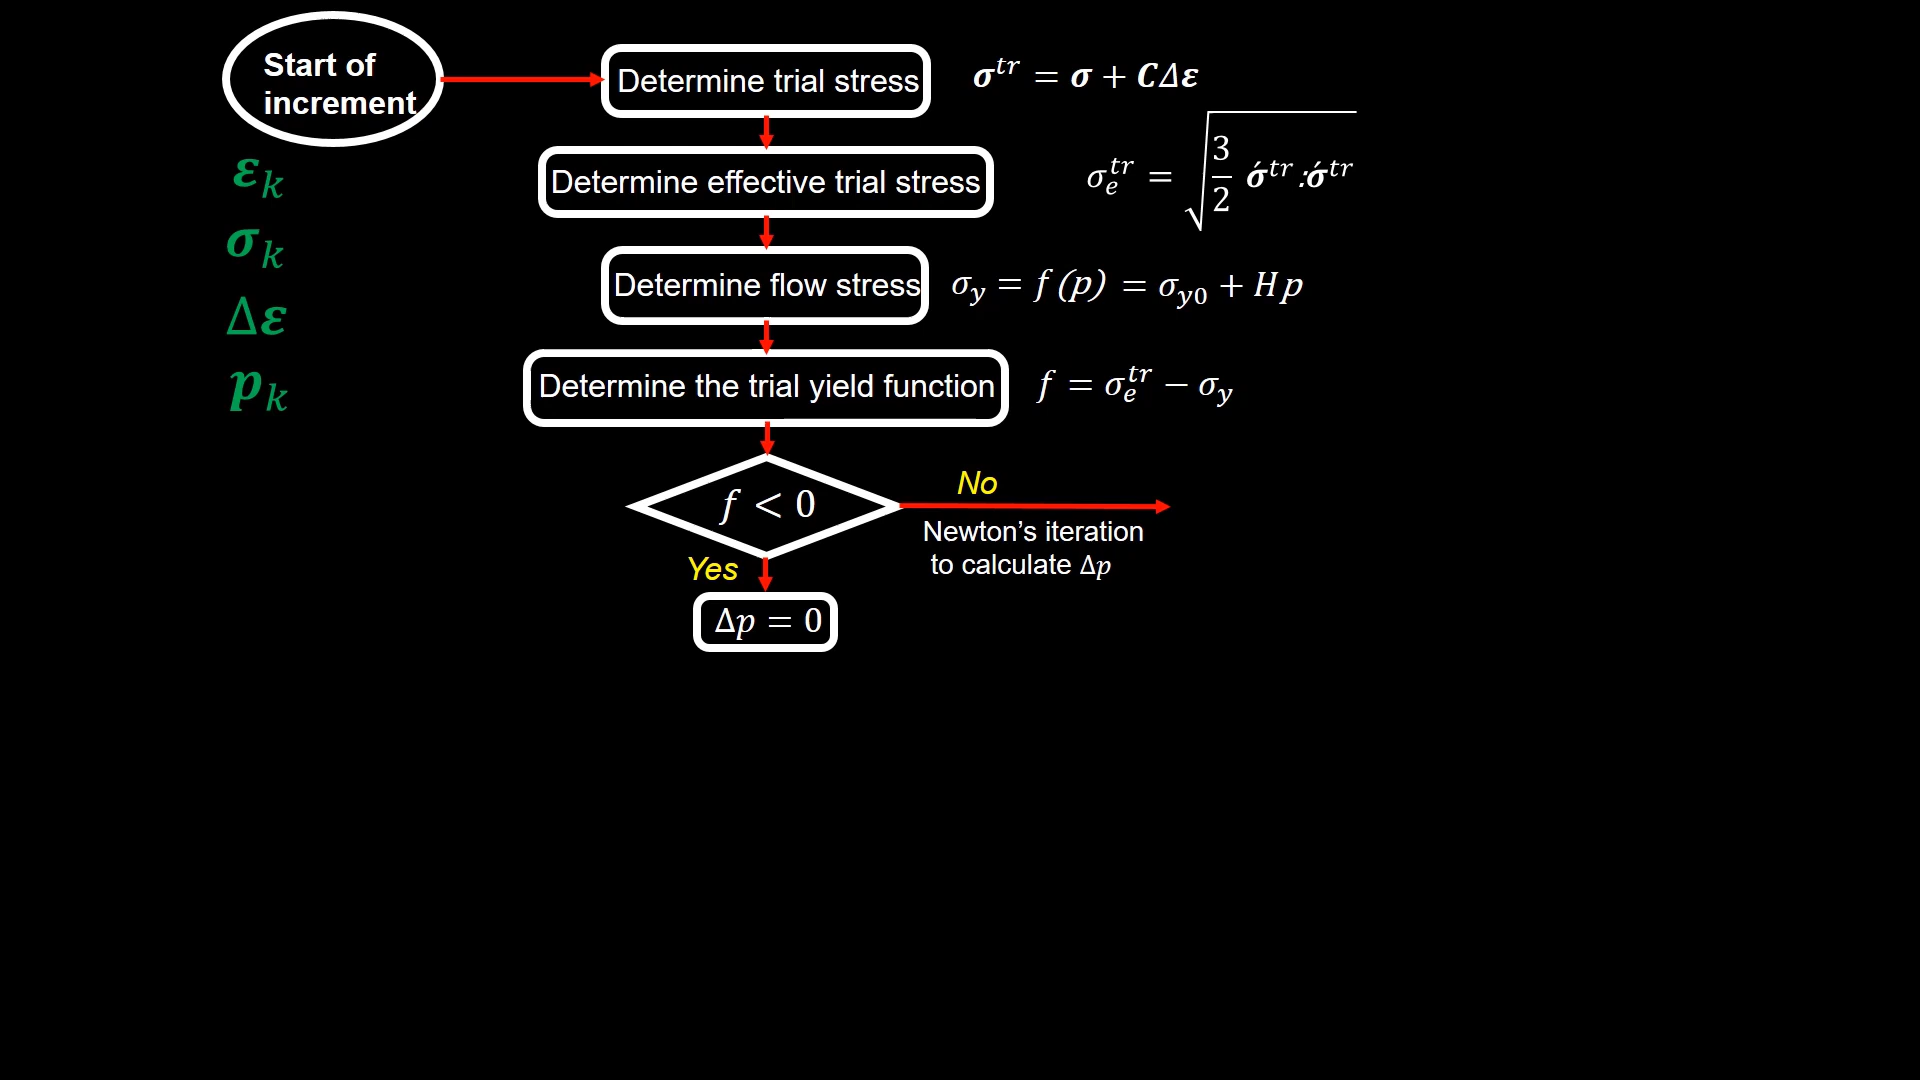 Start of
increment
Determine trial stress
𝝈^{tr} = 𝝈 + 𝑪𝛥𝜺
𝜺_k
𝝈_k
Δ𝜺
𝒑_k
Determine effective trial stress
σ_e^{tr} = √(3/2 𝝈́^{tr}:𝝈́^{tr})
Determine flow stress
σ_y = f (p) = σ_{y0} + H p
Determine the trial yield function
f = σ_e^{tr} − σ_y
f < 0
No
Newton’s iteration
to calculate Δp
Yes
Δp = 0